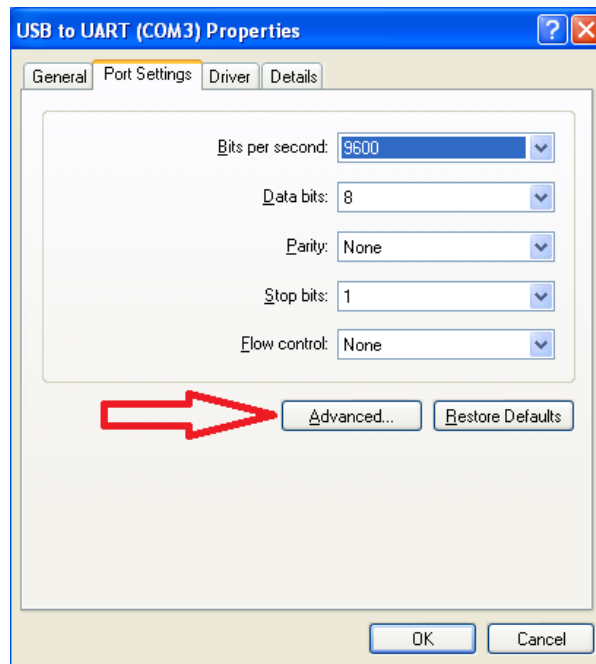 USB to UART (COM3) Properties
General Port Settings Driver Details
Bits per second: 9600
Data bits: 8
Parity: None
Stop bits: 1
Flow control: None
Advanced... Restore Defaults
OK Cancel